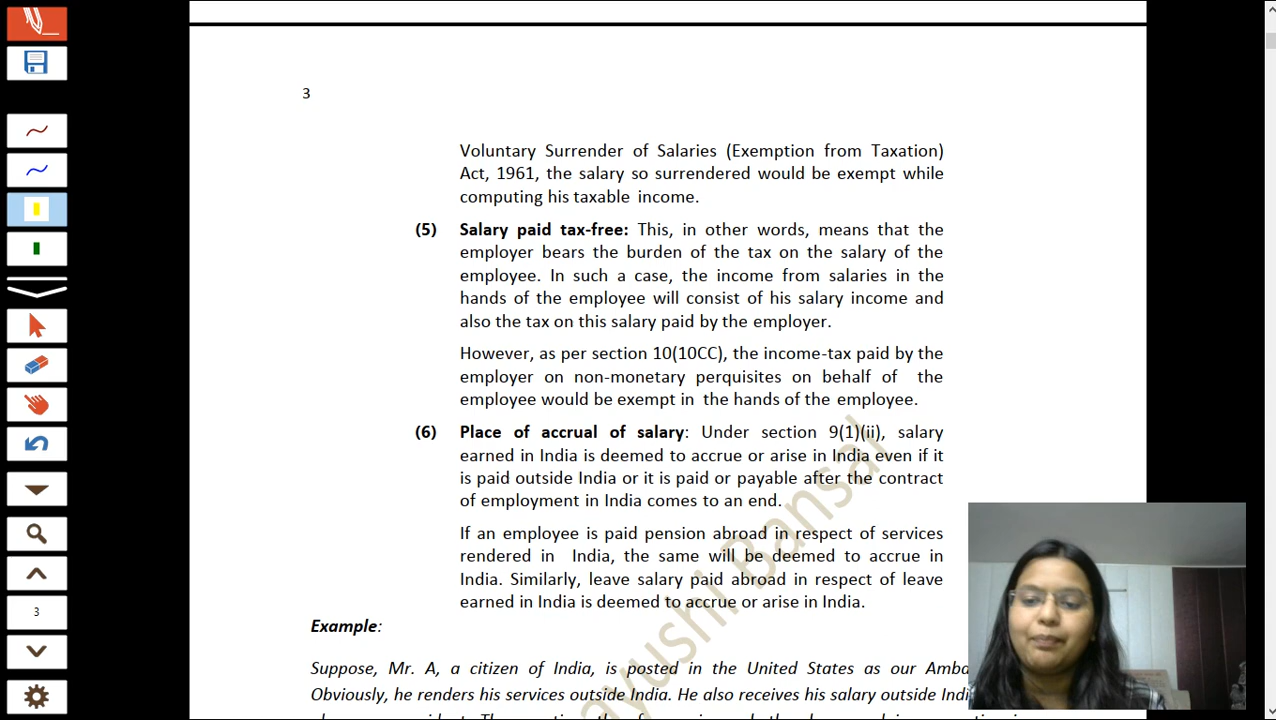 3
Voluntary Surrender of Salaries (Exemption from Taxation)
Act, 1961, the salary so surrendered would be exempt while
computing his taxable income.
(5) Salary paid tax-free: This, in other words, means that the
employer bears the burden of the tax on the salary of the
employee. In such a case, the income from salaries in the
hands of the employee will consist of his salary income and
also the tax on this salary paid by the employer.
However, as per section 10(10CC), the income-tax paid by the
employer on non-monetary perquisites on behalf of the
employee would be exempt in the hands of the employee.
(6) Place of accrual of salary: Under section 9(1)(ii), salary
earned in India is deemed to accrue or arise in India even if it
is paid outside India or it is paid or payable after the contract
of employment in India comes to an end.
If an employee is paid pension abroad in respect of services
rendered in India, the same will be deemed to accrue in
India. Similarly, leave salary paid abroad in respect of leave
earned in India is deemed to accrue or arise in India.
Example:
Suppose, Mr. A, a citizen of India, is posted in the United States as our Amba
Obviously, he renders his services outside India. He also receives his salary outside Indi
ayushi Bansal
3